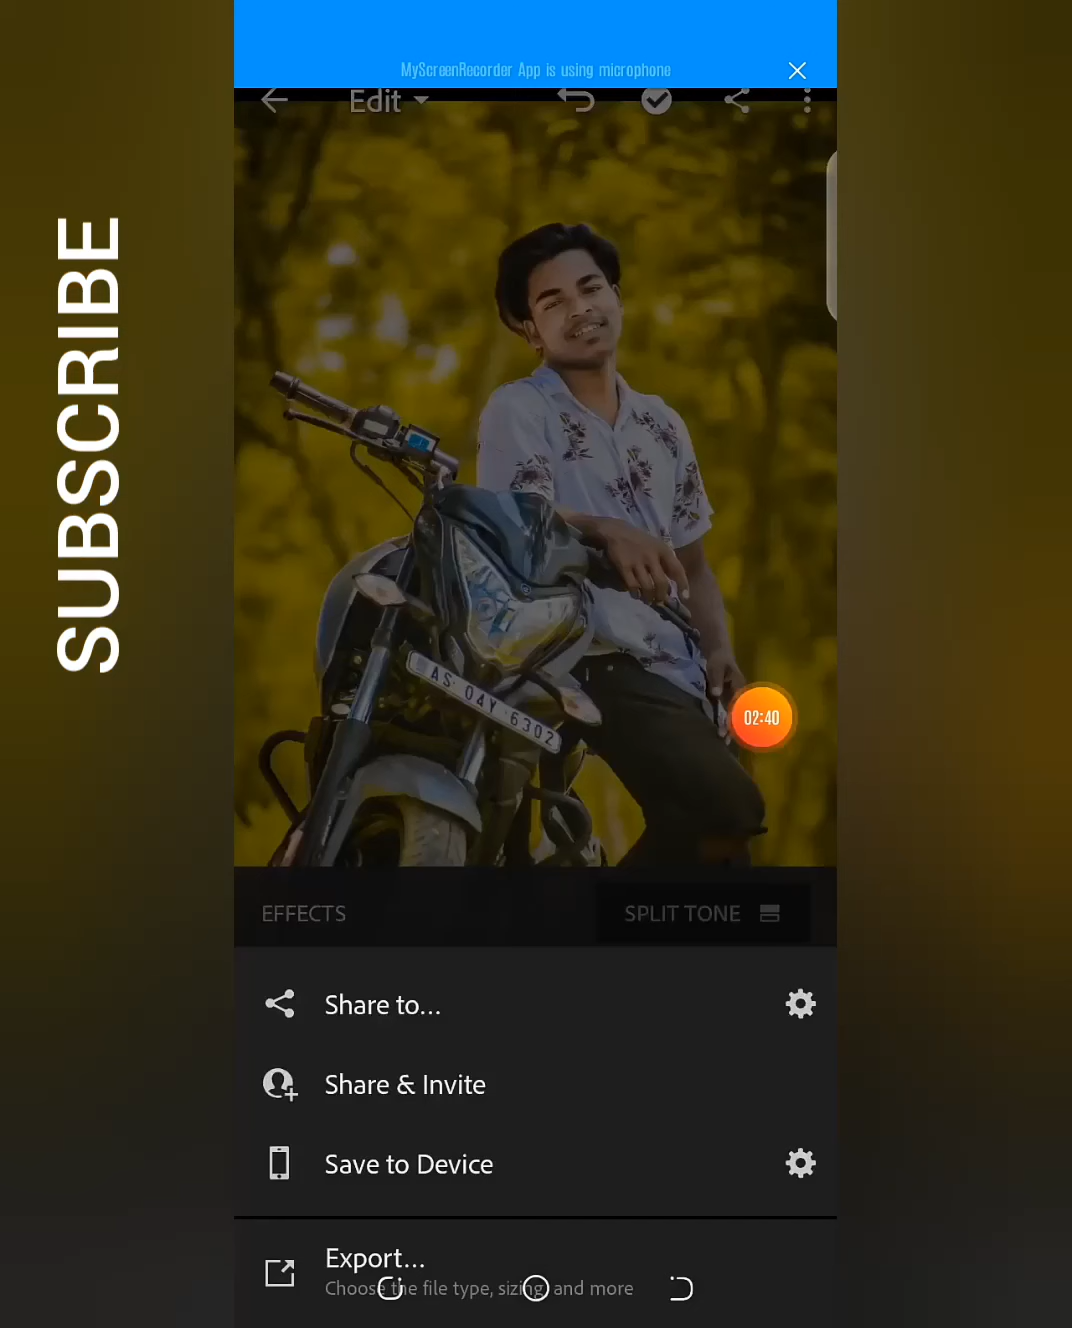 SUBSCRIBE
MyScreenRecorder App is using microphone
Edit
AS 04Y 6302
02:40
EFFECTS
SPLIT TONE
Share to...
Share & Invite
Save to Device
Export...
Choose the file type, sizing and more